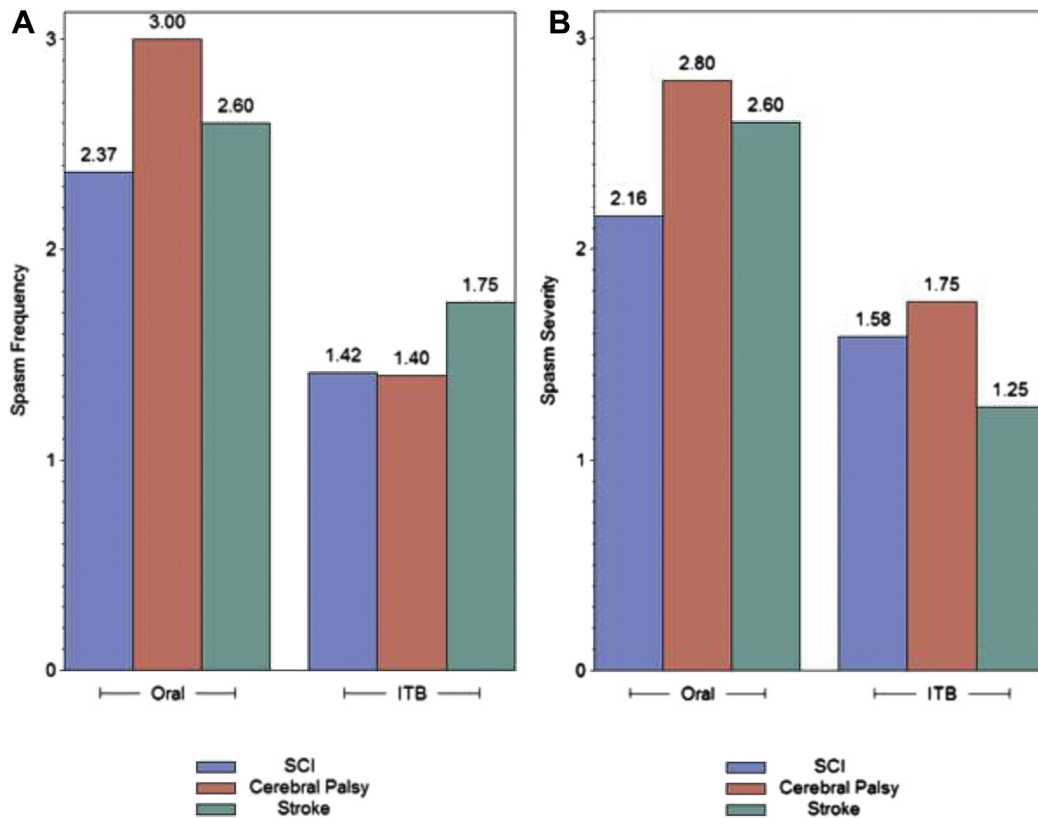 A
Spasm Frequency
3
2
1
0
2.37
3.00
2.60
1.42
1.40
1.75
Oral
ITB
SCI
Cerebral Palsy
Stroke
B
Spasm Severity
3
2
1
0
2.16
2.80
2.60
1.58
1.75
1.25
Oral
ITB
SCI
Cerebral Palsy
Stroke